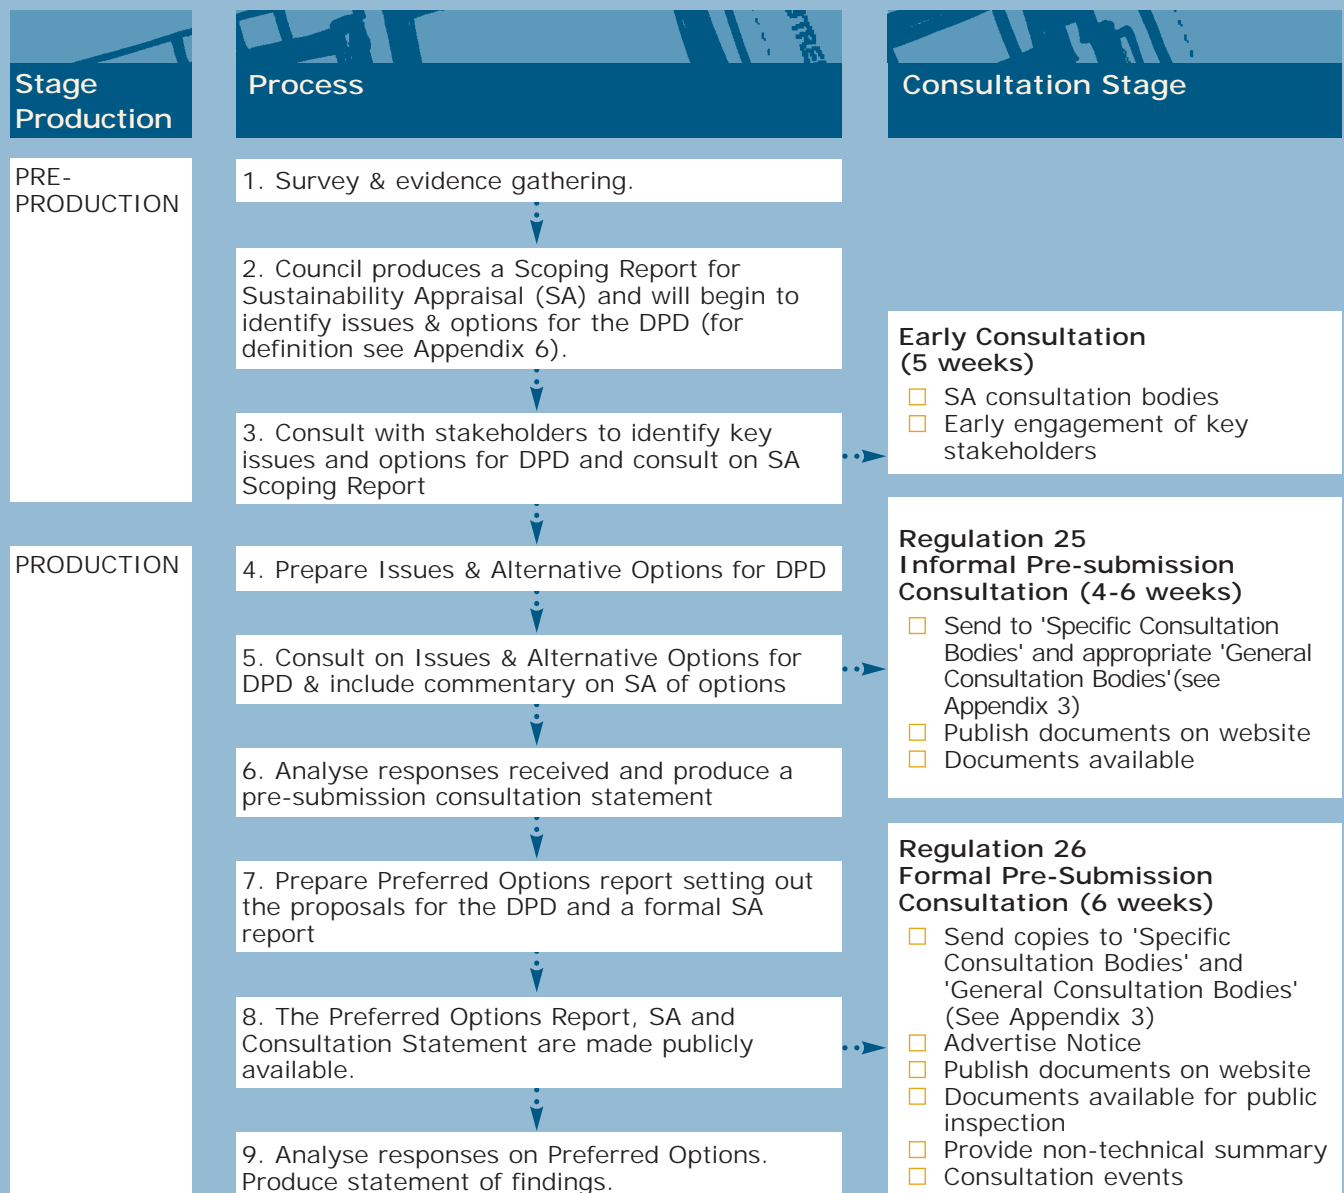 Stage
Production
Process
Consultation Stage
PRE-
PRODUCTION
1. Survey & evidence gathering.
2. Council produces a Scoping Report for
Sustainability Appraisal (SA) and will begin to
identify issues & options for the DPD (for
definition see Appendix 6).
3. Consult with stakeholders to identify key
issues and options for DPD and consult on SA
Scoping Report
Early Consultation
(5 weeks)
SA consultation bodies
Early engagement of key
stakeholders
PRODUCTION
4. Prepare Issues & Alternative Options for DPD
5. Consult on Issues & Alternative Options for
DPD & include commentary on SA of options
Regulation 25
Informal Pre-submission
Consultation (4-6 weeks)
Send to 'Specific Consultation
Bodies' and appropriate 'General
Consultation Bodies'(see
Appendix 3)
Publish documents on website
Documents available
6. Analyse responses received and produce a
pre-submission consultation statement
7. Prepare Preferred Options report setting out
the proposals for the DPD and a formal SA
report
8. The Preferred Options Report, SA and
Consultation Statement are made publicly
available.
Regulation 26
Formal Pre-Submission
Consultation (6 weeks)
Send copies to 'Specific
Consultation Bodies' and
'General Consultation Bodies'
(See Appendix 3)
Advertise Notice
Publish documents on website
Documents available for public
inspection
Provide non-technical summary
Consultation events
9. Analyse responses on Preferred Options.
Produce statement of findings.